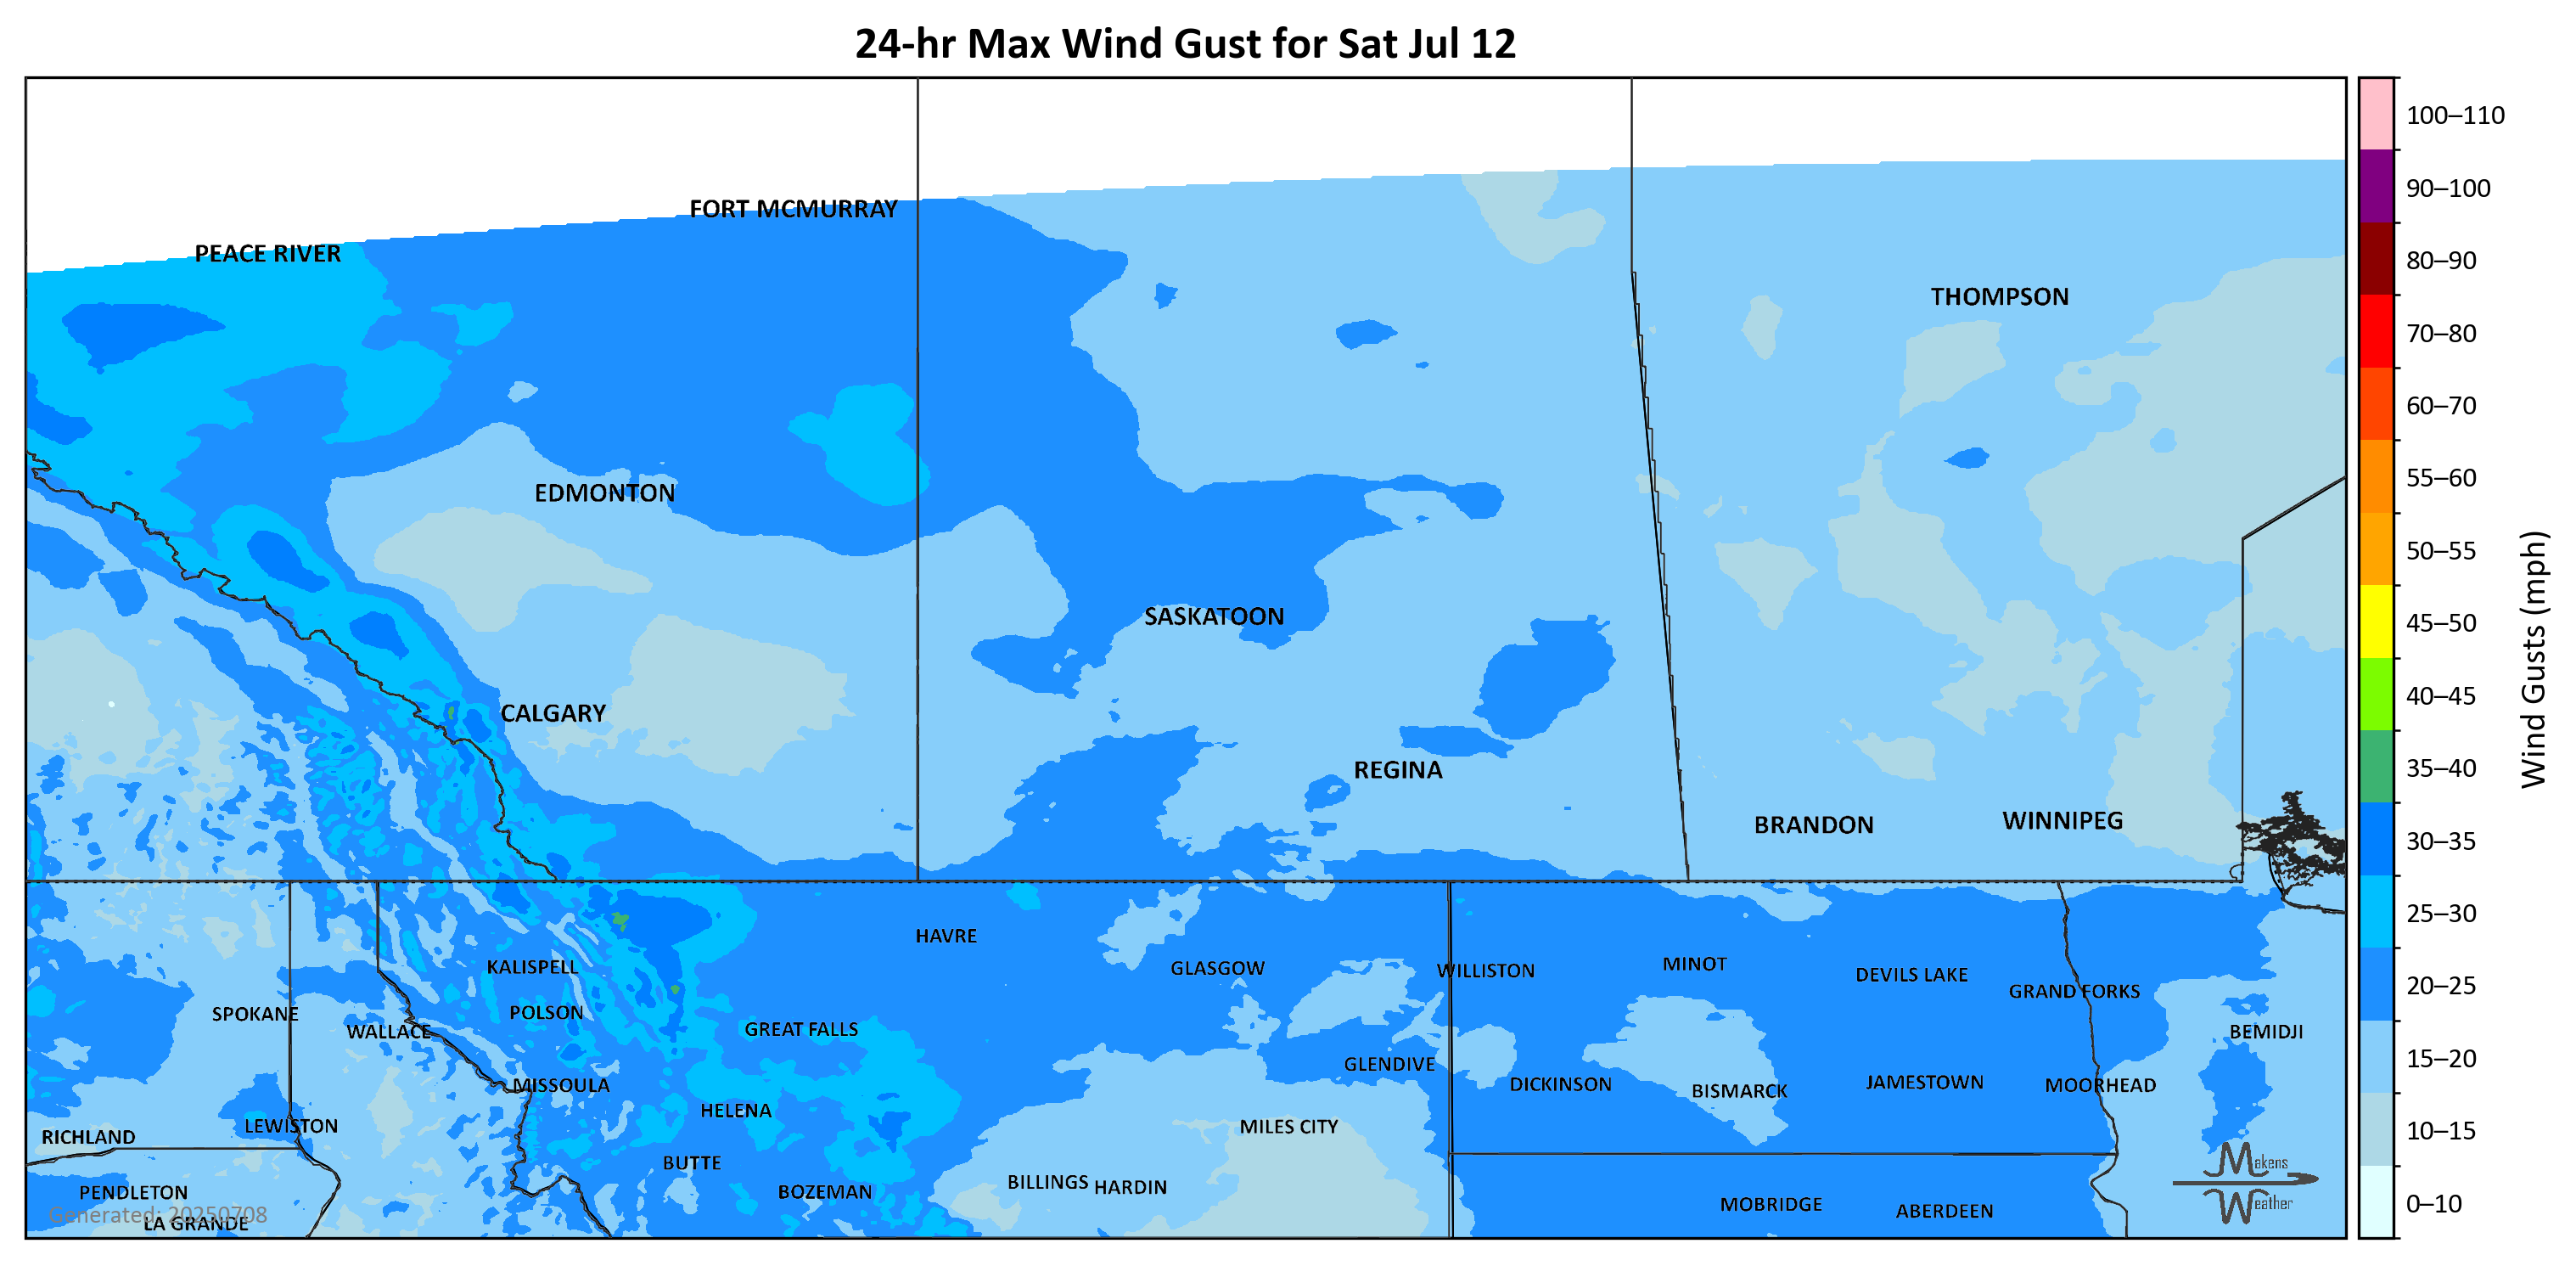 24-hr Max Wind Gust for Sat Jul 12
100–110
FORT MCMURRAY
90–100
PEACE RIVER
80–90
THOMPSON
70–80
60–70
EDMONTON
55–60
50–55
SASKATOON
45–50
Wind Gusts (mph)
CALGARY
40–45
REGINA
35–40
BRANDON
WINNIPEG
30–35
HAVRE
25–30
KALISPELL
GLASGOW
WILLISTON
MINOT
DEVILS LAKE
GRAND FORKS
20–25
SPOKANE
POLSON
WALLACE
GREAT FALLS
BEMIDJI
15–20
GLENDIVE
MISSOULA
DICKINSON
BISMARCK
JAMESTOWN
MOORHEAD
HELENA
LEWISTON
MILES CITY
10–15
RICHLAND
BUTTE
Makens
Weather
PENDLETON
BOZEMAN
BILLINGS
HARDIN
MOBRIDGE
ABERDEEN
0–10
Generated: 20250708
LA GRANDE